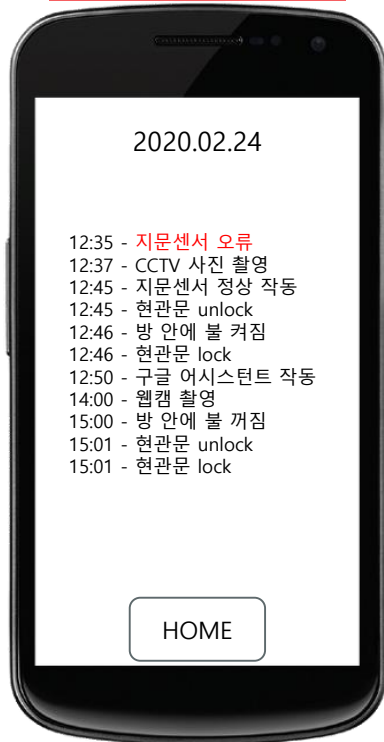 2020.02.24
12:35 - 지문센서 오류
12:37 - CCTV 사진 촬영
12:45 - 지문센서 정상 작동
12:45 - 현관문 unlock
12:46 - 방 안에 불 켜짐
12:46 - 현관문 lock
12:50 - 구글 어시스턴트 작동
14:00 - 웹캠 촬영
15:00 - 방 안에 불 꺼짐
15:01 - 현관문 unlock
15:01 - 현관문 lock
HOME